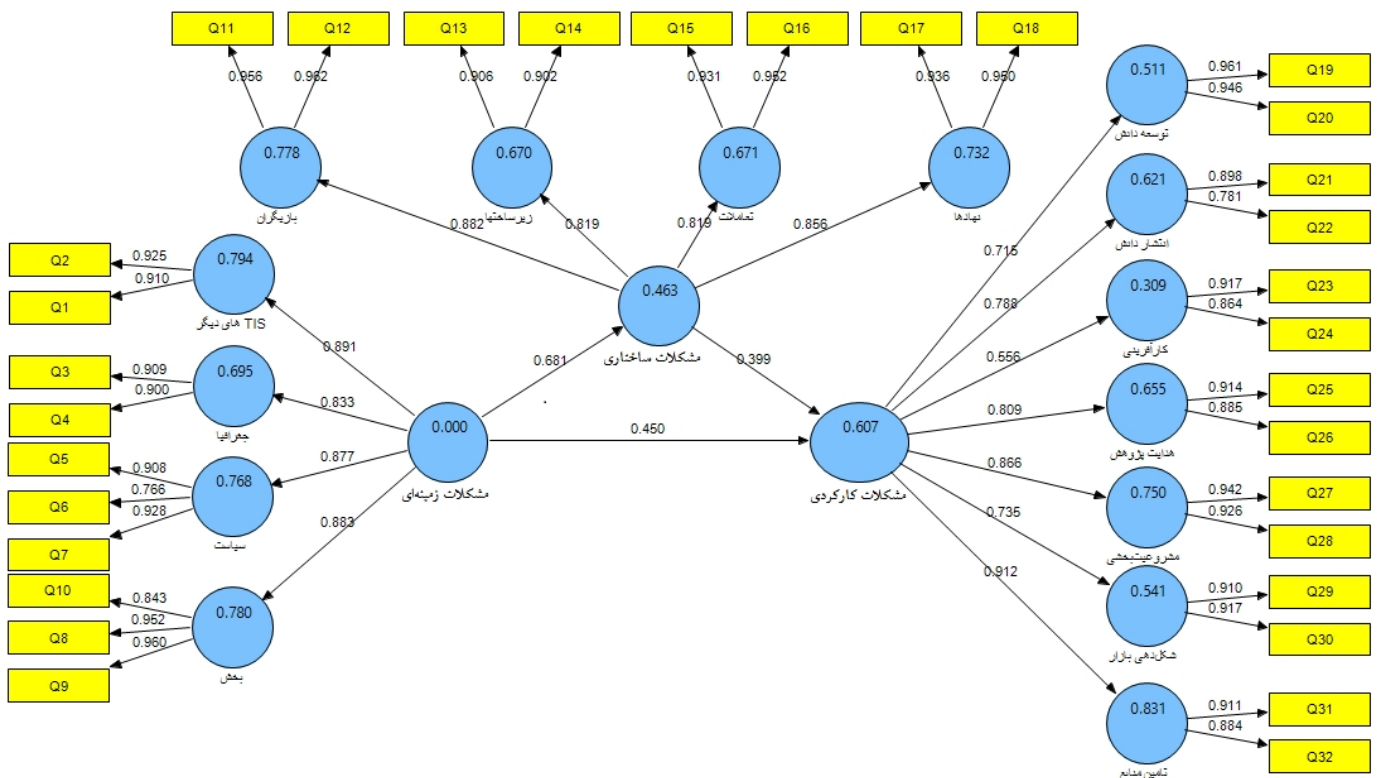 Q11
Q12
Q13
Q14
Q15
Q16
Q17
Q18
0.956
0.962
0.906
0.902
0.931
0.952
0.936
0.950
0.778
بازیگران
0.670
زیرساختها
0.671
تعاملات
0.732
نهادها
0.882
0.819
0.819
0.856
0.463
مشکلات ساختاری
Q2
Q1
0.925
0.910
0.794
TIS های دیگر
0.891
Q3
Q4
0.909
0.900
0.695
جغرافیا
0.833
Q5
Q6
Q7
0.908
0.766
0.928
0.768
سیاست
0.877
Q10
Q8
Q9
0.843
0.952
0.960
0.780
بخش
0.883
0.000
مشکلات زمینه‌ای
0.681
0.399
0.450
0.607
مشکلات کارکردی
0.715
0.511
توسعه دانش
0.961
0.946
Q19
Q20
0.788
0.621
انتشار دانش
0.898
0.781
Q21
Q22
0.556
0.309
کارآفرینی
0.917
0.864
Q23
Q24
0.809
0.655
هدایت پژوهش
0.914
0.885
Q25
Q26
0.866
0.750
مشروعیت‌بخشی
0.942
0.926
Q27
Q28
0.735
0.541
شکل‌دهی بازار
0.910
0.917
Q29
Q30
0.912
0.831
تامین منابع
0.911
0.884
Q31
Q32